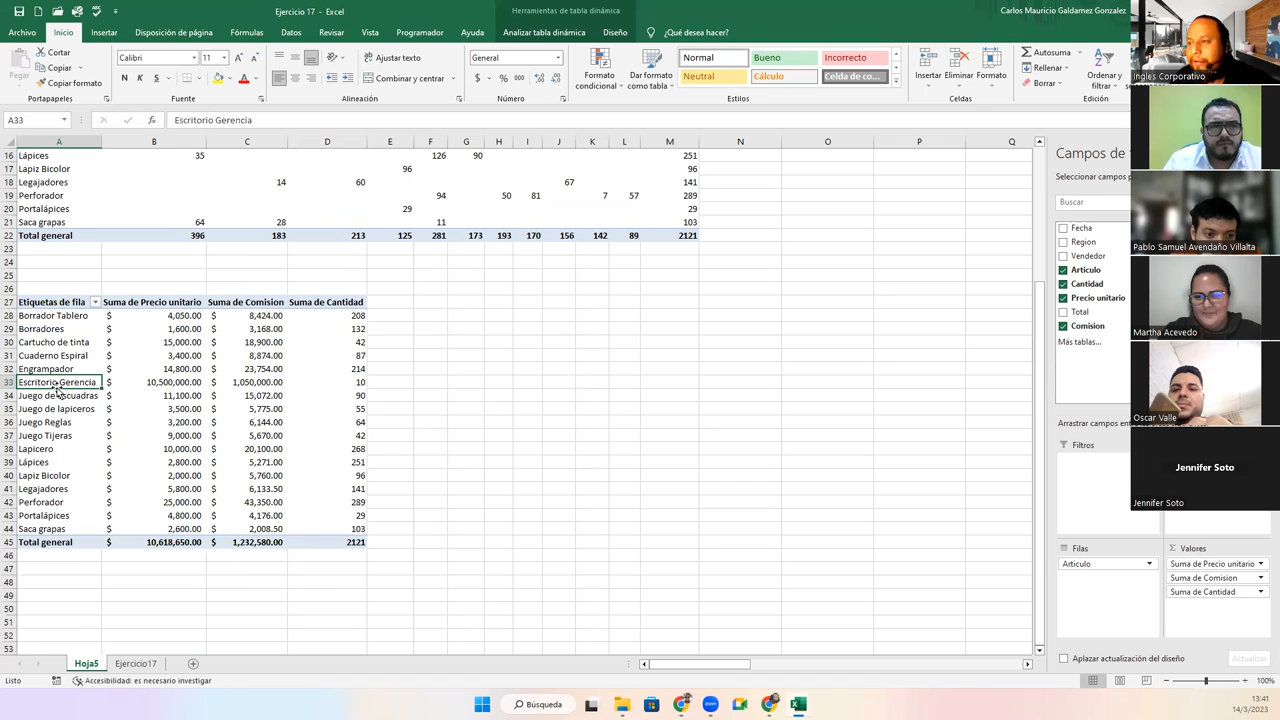 Ejercicio 17 - Excel
Herramientas de tabla dinámica
Carlos Mauricio Galdamez Gonzalez
Archivo Inicio Insertar Disposición de página Fórmulas Datos Revisar Vista Programador Ayuda Analizar tabla dinámica Diseño ¿Qué desea hacer?
Cortar
Copiar
Copiar formato
Portapapeles
Calibri 11
N K S
Fuente
Ajustar texto
Combinar y centrar
Alineación
General
$ % 000
Número
Formato condicional
Dar formato como tabla
Normal Bueno Incorrecto
Neutral Cálculo Celda de co...
Estilos
Insertar Eliminar Formato
Celdas
Autosuma
Rellenar
Borrar
Ordenar y filtrar
Edición
A33 Escritorio Gerencia
A B C D E F G H I J K L M N O P Q
16 Lápices 35 126 90 251
17 Lapiz Bicolor 96 96
18 Legajadores 14 60 67 141
19 Perforador 94 50 81 7 57 289
20 Portalápices 29 29
21 Saca grapas 64 28 11 103
22 Total general 396 183 213 125 281 173 193 170 156 142 89 2121
23
24
25
26
27 Etiquetas de fila Suma de Precio unitario Suma de Comision Suma de Cantidad
28 Borrador Tablero $ 4,050.00 $ 8,424.00 208
29 Borradores $ 1,600.00 $ 3,168.00 132
30 Cartucho de tinta $ 15,000.00 $ 18,900.00 42
31 Cuaderno Espiral $ 3,400.00 $ 8,874.00 87
32 Engrampador $ 14,800.00 $ 23,754.00 214
33 Escritorio Gerencia $ 10,500,000.00 $ 1,050,000.00 10
34 Juego de escuadras $ 11,100.00 $ 15,072.00 90
35 Juego de lapiceros $ 3,500.00 $ 5,775.00 55
36 Juego Reglas $ 3,200.00 $ 6,144.00 64
37 Juego Tijeras $ 9,000.00 $ 5,670.00 42
38 Lapicero $ 10,000.00 $ 20,100.00 268
39 Lápices $ 2,800.00 $ 5,271.00 251
40 Lapiz Bicolor $ 2,000.00 $ 5,760.00 96
41 Legajadores $ 5,800.00 $ 6,133.50 141
42 Perforador $ 25,000.00 $ 43,350.00 289
43 Portalápices $ 4,800.00 $ 4,176.00 29
44 Saca grapas $ 2,600.00 $ 2,008.50 103
45 Total general $ 10,618,650.00 $ 1,232,580.00 2121
46
47
48
49
50
51
52
53
Campos de
Seleccionar campos
Buscar
Fecha
Region
Vendedor
Articulo
Cantidad
Precio unitario
Total
Comision
Más tablas...
Arrastrar campos
Filtros
Filas
Articulo
Σ Valores
Suma de Precio unitario
Suma de Comision
Suma de Cantidad
Aplazar actualización del diseño
Actualizar
Ingles Corporativo
Pablo Samuel Avendaño Villalta
Martha Acevedo
Oscar Valle
Jennifer Soto
Jennifer Soto
Hoja5 Ejercicio17
Listo
Accesibilidad: es necesario investigar
100%
Búsqueda
13:41
14/3/2023